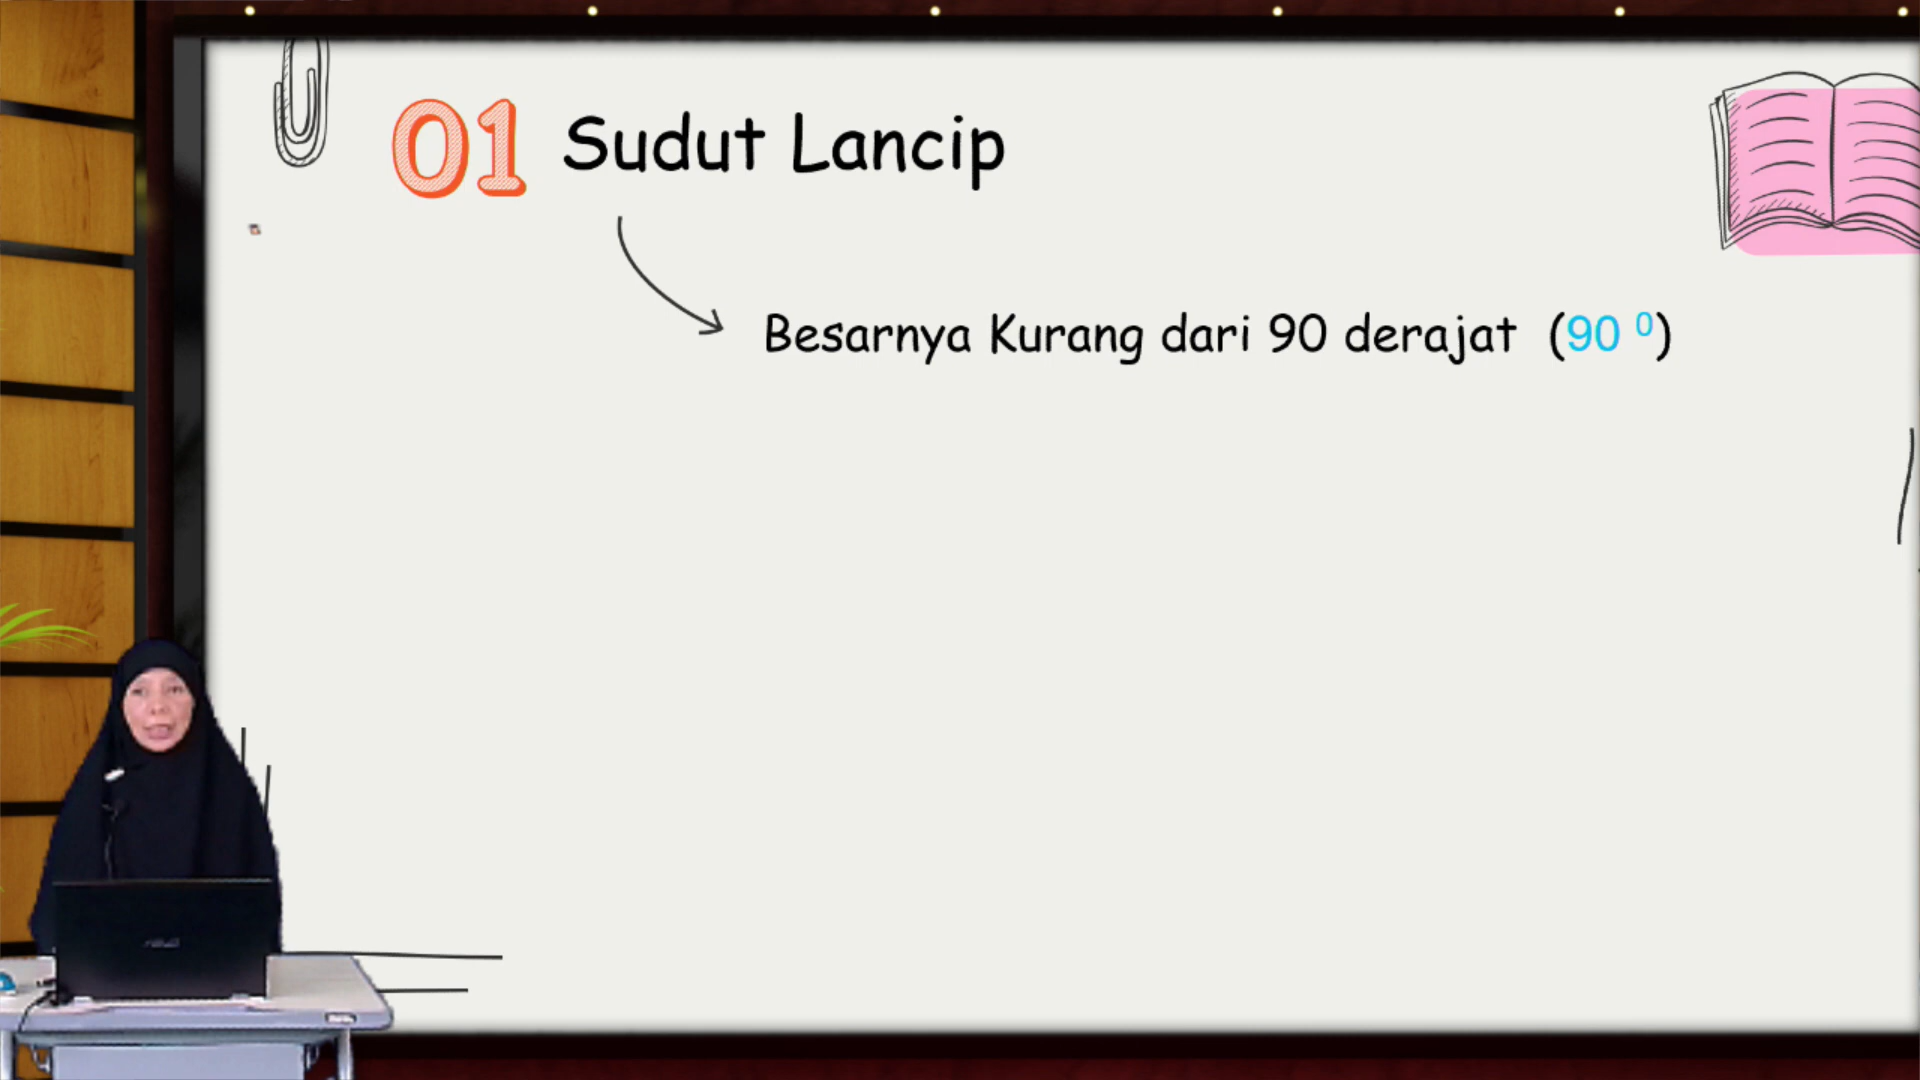 01 Sudut Lancip
Besarnya Kurang dari 90 derajat (90 ⁰)